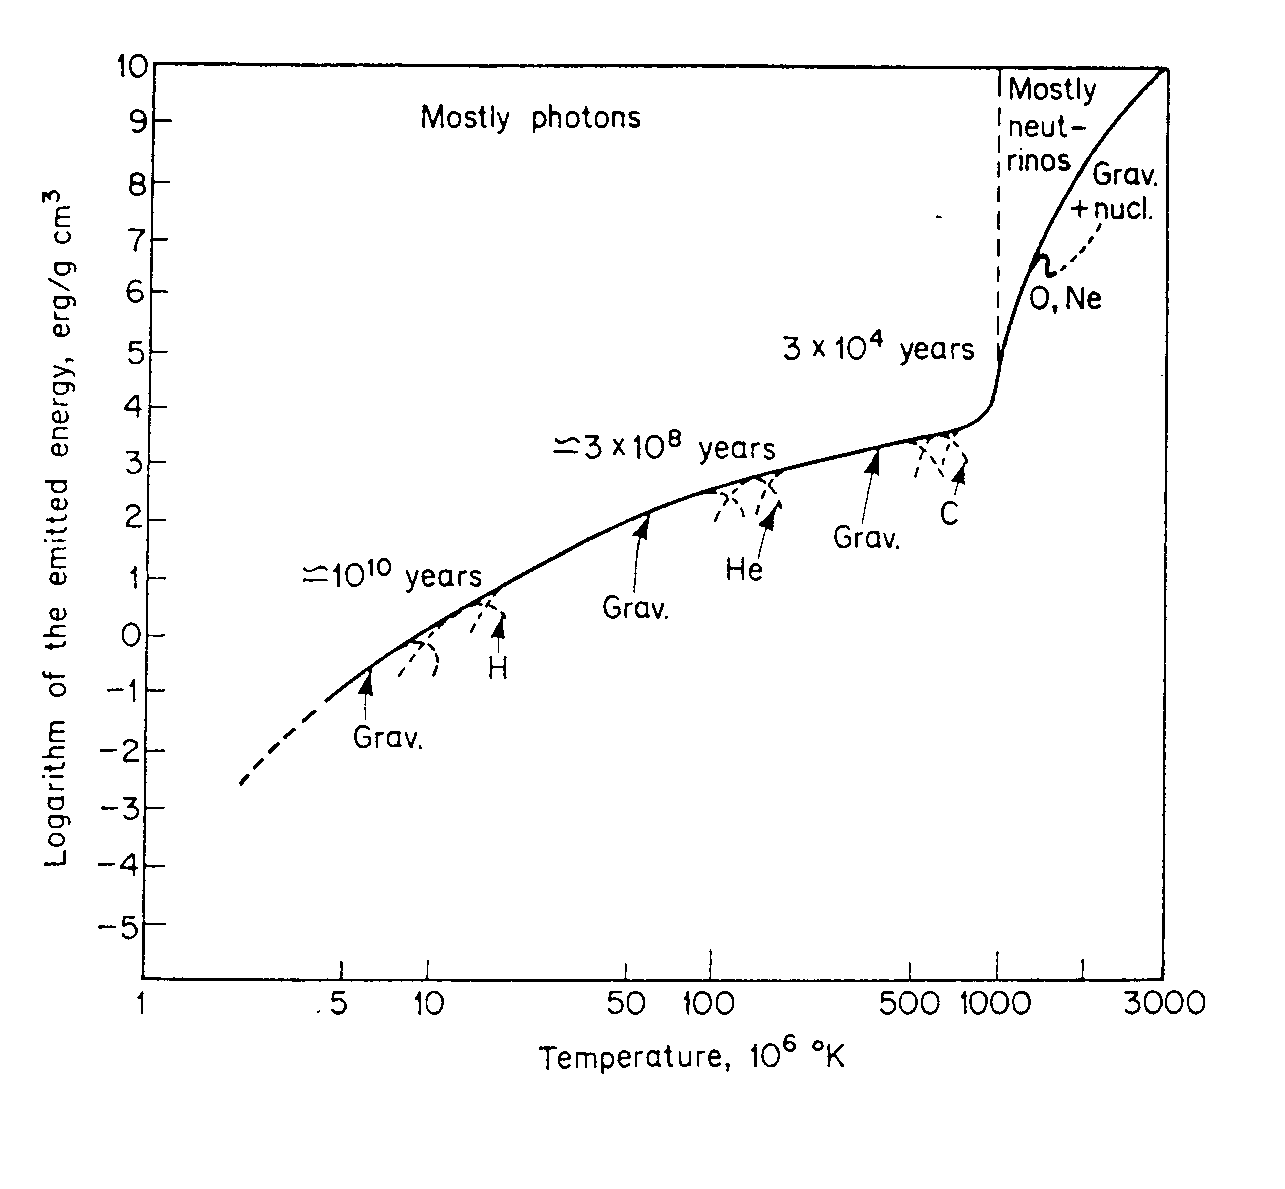 10
9
8
7
6
5
4
3
2
1
0
−1
−2
−3
−4
−5
Logarithm of the emitted energy, erg/g cm³
Mostly photons
Mostly
neut-
rinos
Grav.
+nucl.
O, Ne
3 x 10⁴ years
≃3 x 10⁸ years
≃10¹⁰ years
C
Grav.
He
Grav.
H
Grav.
1
5
10
50
100
500
1000
3000
Temperature, 10⁶ °K